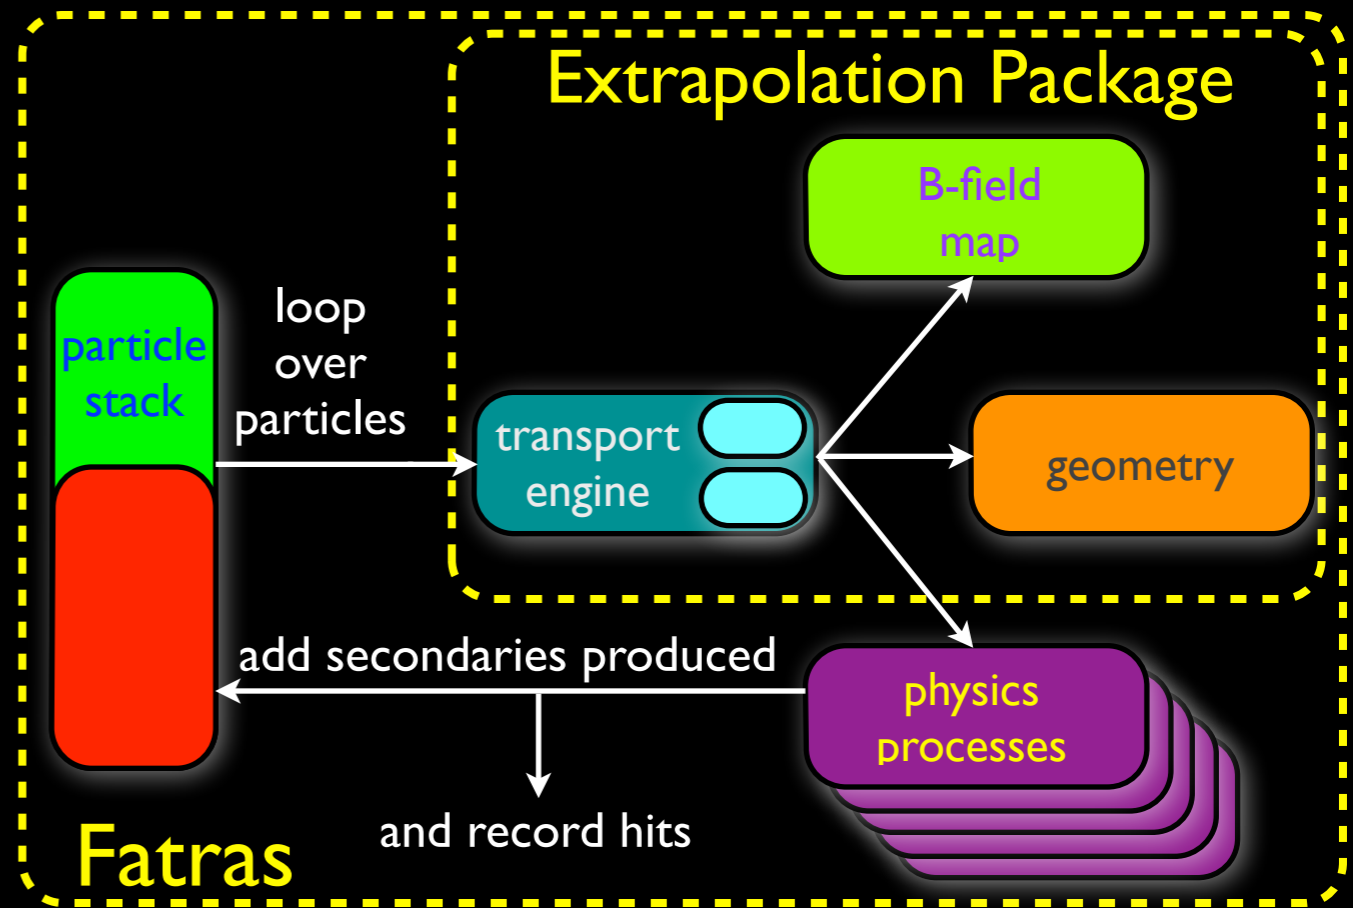 Extrapolation Package
B-field
map
particle
stack
loop
over
particles
transport
engine
geometry
add secondaries produced
physics
processes
and record hits
Fatras